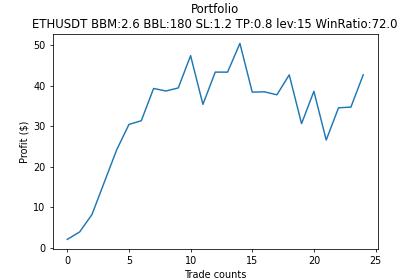 Portfolio
ETHUSDT BBM:2.6 BBL:180 SL:1.2 TP:0.8 lev:15 WinRatio:72.0
50
40
30
20
10
0
Profit ($)
0 5 10 15 20 25
Trade counts